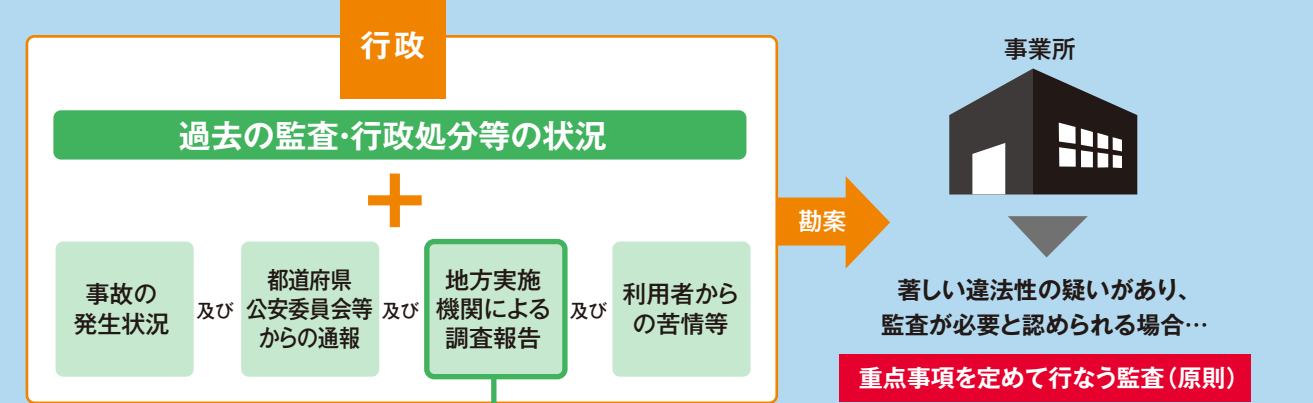 行政
過去の監査・行政処分等の状況
＋
事故の
発生状況
及び
都道府県
公安委員会等
からの通報
及び
地方実施
機関による
調査報告
及び
利用者から
の苦情等
勘案
事業所
著しい違法性の疑いがあり、
監査が必要と認められる場合…
重点事項を定めて行なう監査（原則）